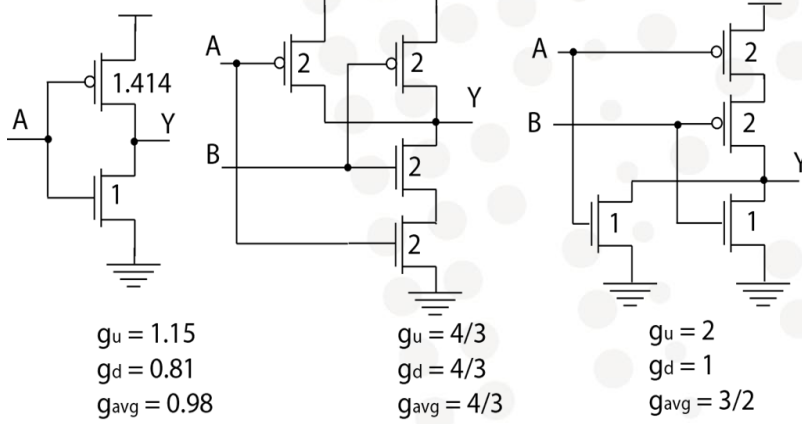 A
1.414
1
Y
gu = 1.15
gd = 0.81
gavg = 0.98
A
B
2
2
2
2
Y
gu = 4/3
gd = 4/3
gavg = 4/3
A
B
2
2
1
1
Y
gu = 2
gd = 1
gavg = 3/2